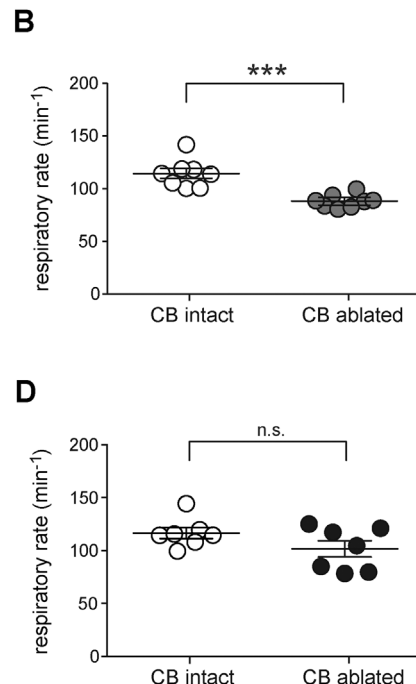 B
***
200
150
100
50
0
respiratory rate (min⁻¹)
CB intact CB ablated
D
n.s.
200
150
100
50
0
respiratory rate (min⁻¹)
CB intact CB ablated